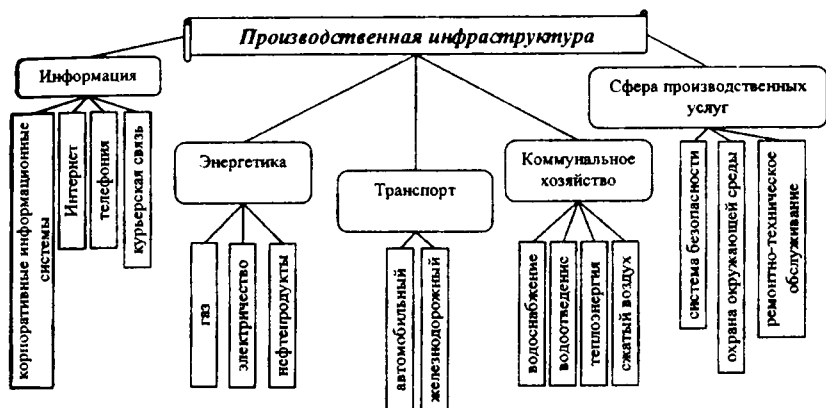 Производственная инфраструктура
Информация
корпоративные информационные
системы
Интернет
телефония
курьерская связь
Энергетика
газ
электричество
нефтепродукты
Транспорт
автомобильный
железнодорожный
Коммунальное
хозяйство
водоснабжение
водоотведение
теплоэнергия
сжатый воздух
Сфера производственных
услуг
система безопасности
охрана окружающей среды
ремонтно-техническое
обслуживание